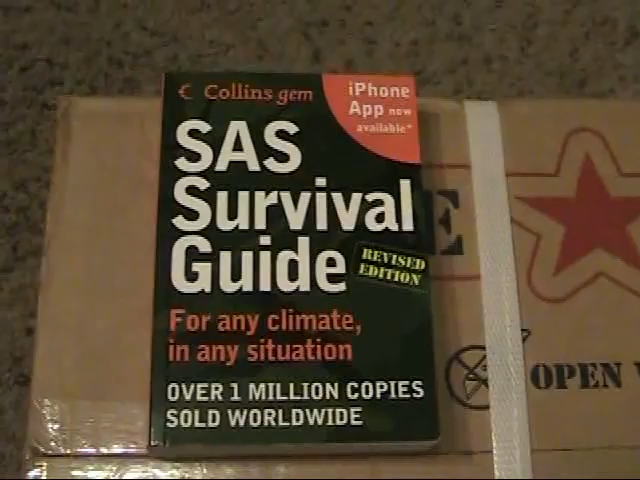 Collins gem
iPhone
App now
available*
SAS
Survival
Guide
REVISED
EDITION
For any climate,
in any situation
OVER 1 MILLION COPIES
SOLD WORLDWIDE
E
OPEN